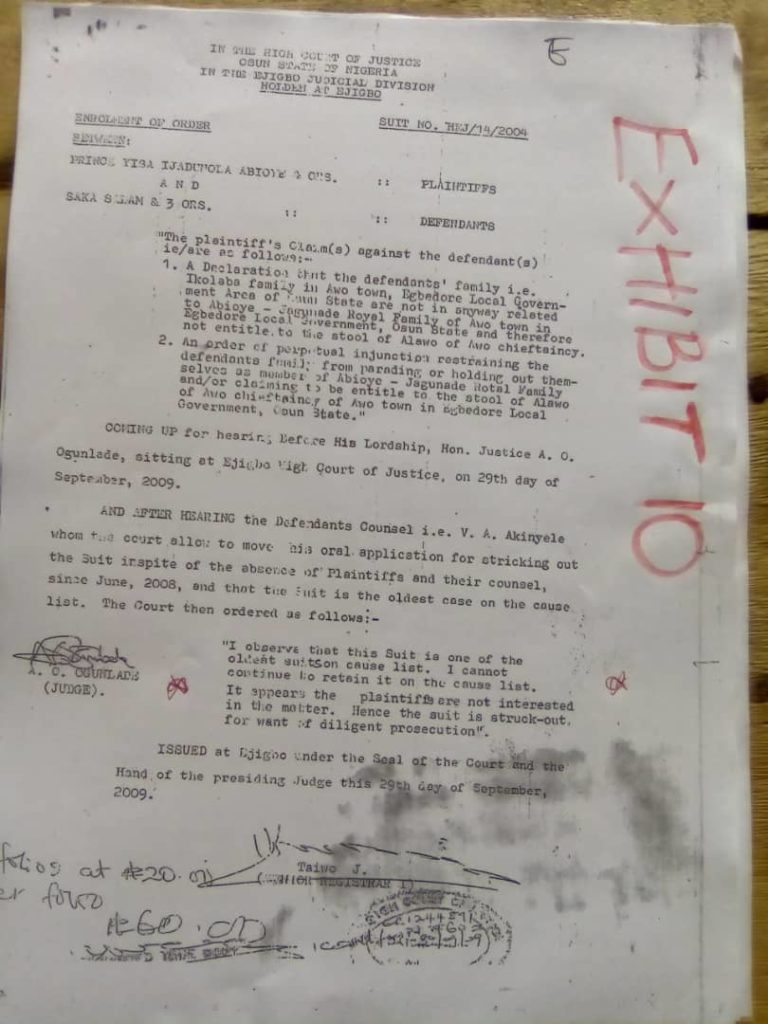 E
IN THE HIGH COURT OF JUSTICE
OSUN STATE OF NIGERIA
IN THE EJIGBO JUDICIAL DIVISION
HOLDEN AT EJIGBO
ENROLMENT OF ORDER
SUIT NO. HEJ/14/2004
BETWEEN:
PRINCE YISA IJADUNOLA ABIOYE & ORS. :: PLAINTIFFS
A N D
SAKA SALAM & 3 ORS. :: :: DEFENDANTS
"The plaintiff's Claim(s) against the defendant(s)
is/are as follows:-
1. A Declaration that the defendants' family i.e.
Ikolaba family in Awo town, Egbedore Local Govern-
ment Area of Osun State are not in anyway related
to Abioye - Jagunade Royal Family of Awo town in
Egbedore Local Government, Osun State and therefore
not entitle to the stool of Alawo of Awo chieftaincy.
2. An order of perpetual injunction restraining the
defendants family from parading or holding out them-
selves as member of Abioye - Jagunade Rotal Family
and/or claiming to be entitle to the stool of Alawo
of Awo chieftaincy of Awo town in Egbedore Local
Government, Osun State."
COMING UP for hearing Before His Lordship, Hon. Justice A. O.
Ogunlade, sitting at Ejigbo High Court of Justice, on 29th day of
September, 2009.
AND AFTER HEARING the Defendants Counsel i.e. V. A. Akinyele
whom the court allow to move his oral application for stricking out
the Suit inspite of the absence of Plaintiffs and their counsel,
since June, 2008, and that the Suit is the oldest case on the cause
list. The Court then ordered as follows:-
"I observe that this Suit is one of the
oldest suitson cause list. I cannot
continue to retain it on the cause list.
It appears the plaintiffs are not interested
in the matter. Hence the suit is struck-out
for want of diligent prosecution".
A. O. OGUNLADE
(JUDGE).
ISSUED at Ejigbo under the Seal of the Court and the
Hand of the presiding Judge this 29th day of September,
2009.
Taiwo J.
(SENIOR REGISTRAR I)
folios at ₦20.00
per folio
₦60.00
EXHIBIT 10